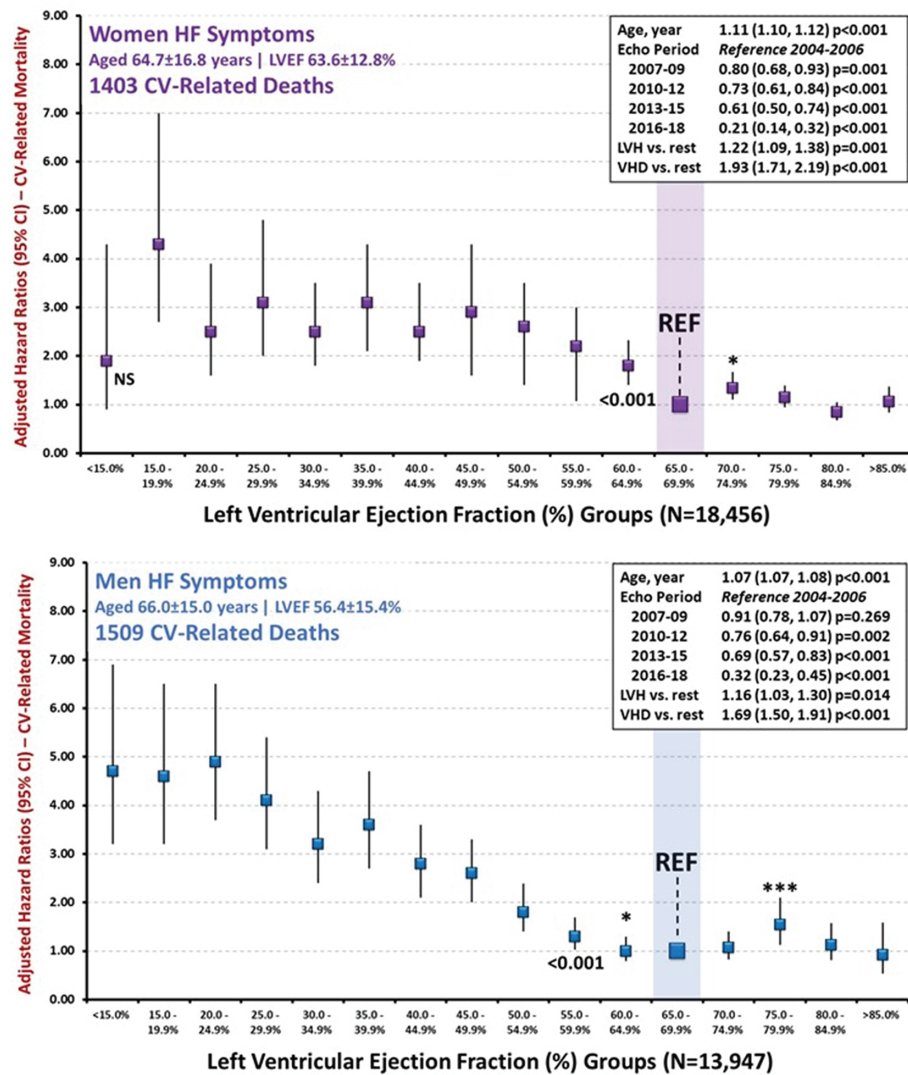 Adjusted Hazard Ratios (95% CI) – CV-Related Mortality
9.00
8.00
7.00
6.00
5.00
4.00
3.00
2.00
1.00
0.00
Women HF Symptoms
Aged 64.7±16.8 years | LVEF 63.6±12.8%
1403 CV-Related Deaths
Age, year 1.11 (1.10, 1.12) p<0.001
Echo Period Reference 2004-2006
2007-09 0.80 (0.68, 0.93) p=0.001
2010-12 0.73 (0.61, 0.84) p<0.001
2013-15 0.61 (0.50, 0.74) p<0.001
2016-18 0.21 (0.14, 0.32) p<0.001
LVH vs. rest 1.22 (1.09, 1.38) p=0.001
VHD vs. rest 1.93 (1.71, 2.19) p<0.001
REF
*
NS
<0.001
<15.0% 15.0 - 20.0 - 25.0 - 30.0 - 35.0 - 40.0 - 45.0 - 50.0 - 55.0 - 60.0 - 65.0 - 70.0 - 75.0 - 80.0 - >85.0%
19.9% 24.9% 29.9% 34.9% 39.9% 44.9% 49.9% 54.9% 59.9% 64.9% 69.9% 74.9% 79.9% 84.9%
Left Ventricular Ejection Fraction (%) Groups (N=18,456)
Adjusted Hazard Ratios (95% CI) – CV-Related Mortality
9.00
8.00
7.00
6.00
5.00
4.00
3.00
2.00
1.00
0.00
Men HF Symptoms
Aged 66.0±15.0 years | LVEF 56.4±15.4%
1509 CV-Related Deaths
Age, year 1.07 (1.07, 1.08) p<0.001
Echo Period Reference 2004-2006
2007-09 0.91 (0.78, 1.07) p=0.269
2010-12 0.76 (0.64, 0.91) p=0.002
2013-15 0.69 (0.57, 0.83) p<0.001
2016-18 0.32 (0.23, 0.45) p<0.001
LVH vs. rest 1.16 (1.03, 1.30) p=0.014
VHD vs. rest 1.69 (1.50, 1.91) p<0.001
REF
***
*
<0.001
<15.0% 15.0 - 20.0 - 25.0 - 30.0 - 35.0 - 40.0 - 45.0 - 50.0 - 55.0 - 60.0 - 65.0 - 70.0 - 75.0 - 80.0 - >85.0%
19.9% 24.9% 29.9% 34.9% 39.9% 44.9% 49.9% 54.9% 59.9% 64.9% 69.9% 74.9% 79.9% 84.9%
Left Ventricular Ejection Fraction (%) Groups (N=13,947)